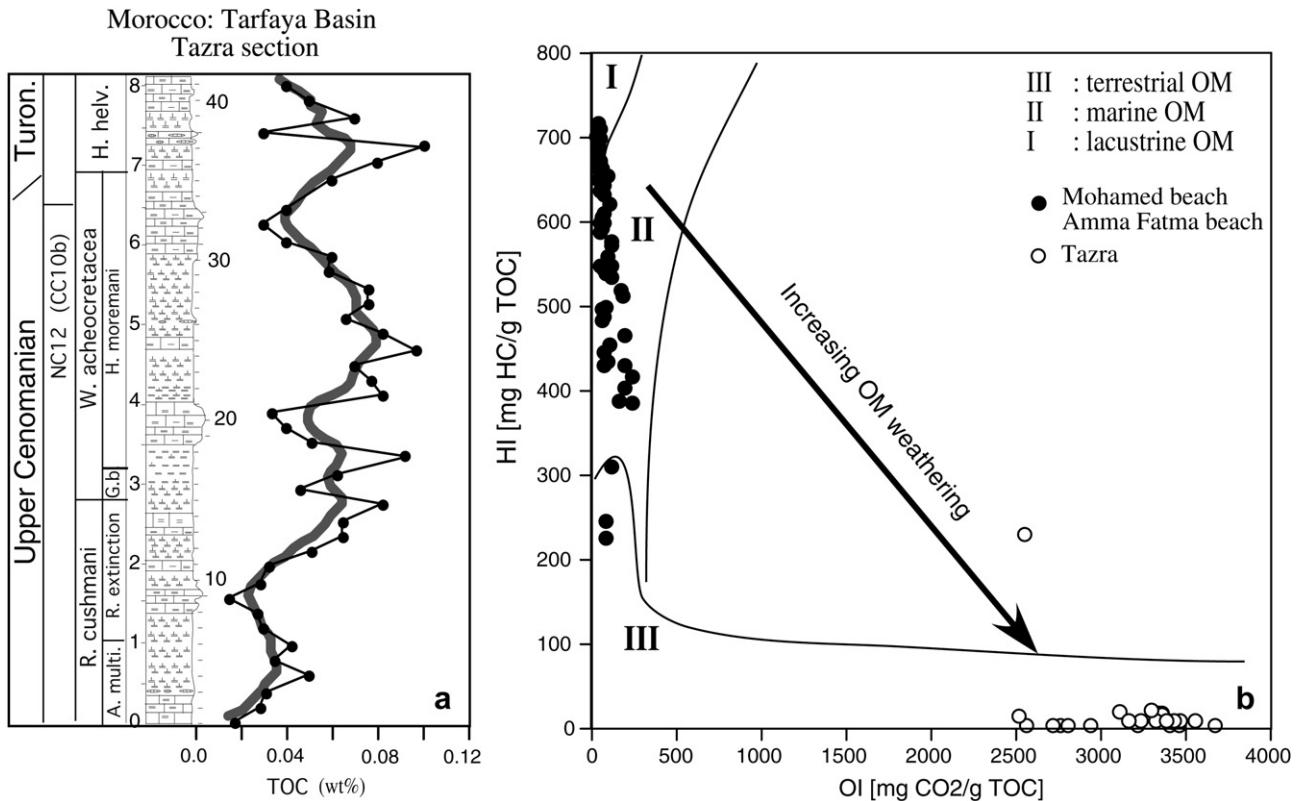 Morocco: Tarfaya Basin
Tazra section
Upper Cenomanian
Turon.
NC12 (CC10b)
R. cushmani
W. acheocretacea
H. helv.
A. multi.
R. extinction
G.b
H. moremani
8
7
6
5
4
3
2
1
0
40
30
20
10
a
0.0
0.04
0.08
0.12
TOC (wt%)
800
700
600
500
400
300
200
100
0
HI [mg HC/g TOC]
I
II
III
III : terrestrial OM
II : marine OM
I : lacustrine OM
Mohamed beach
Amma Fatma beach
Tazra
Increasing OM weathering
b
0
500
1000
1500
2000
2500
3000
3500
4000
OI [mg CO2/g TOC]